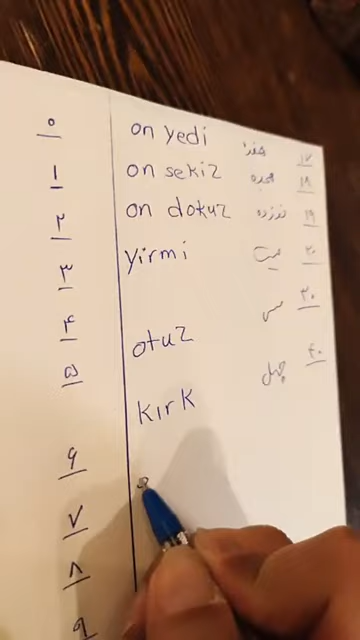 ۰
۱
۲
۳
۴
۵
۶
۷
۸
۹
on yedi هفده ۱۷
on sekiz هجده ۱۸
on dokuz نوزده ۱۹
yirmi بیست ۲۰
otuz سی ۳۰
kırk چهل ۴۰